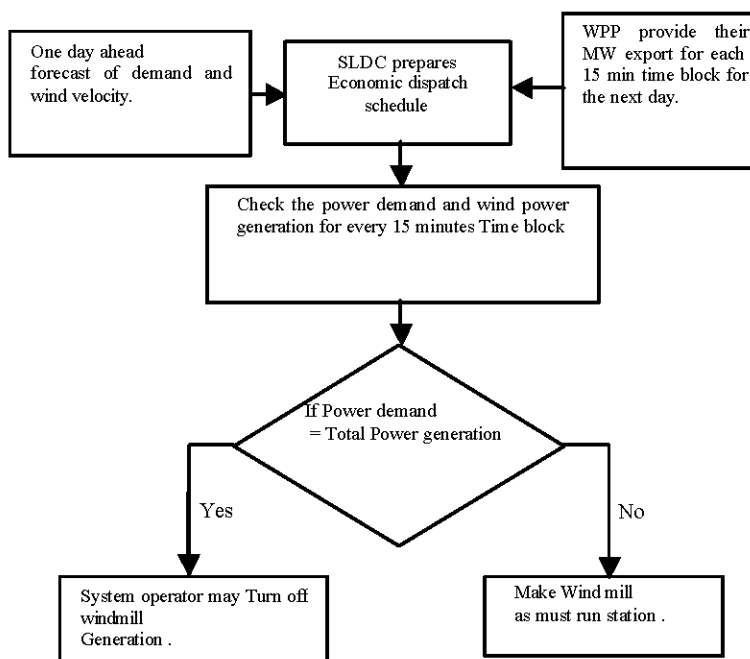 One day ahead
forecast of demand and
wind velocity.
SLDC prepares
Economic dispatch
schedule
WPP provide their
MW export for each
15 min time block for
the next day.
Check the power demand and wind power
generation for every 15 minutes Time block
If Power demand
= Total Power generation
Yes
No
System operator may Turn off
windmill
Generation .
Make Wind mill
as must run station .